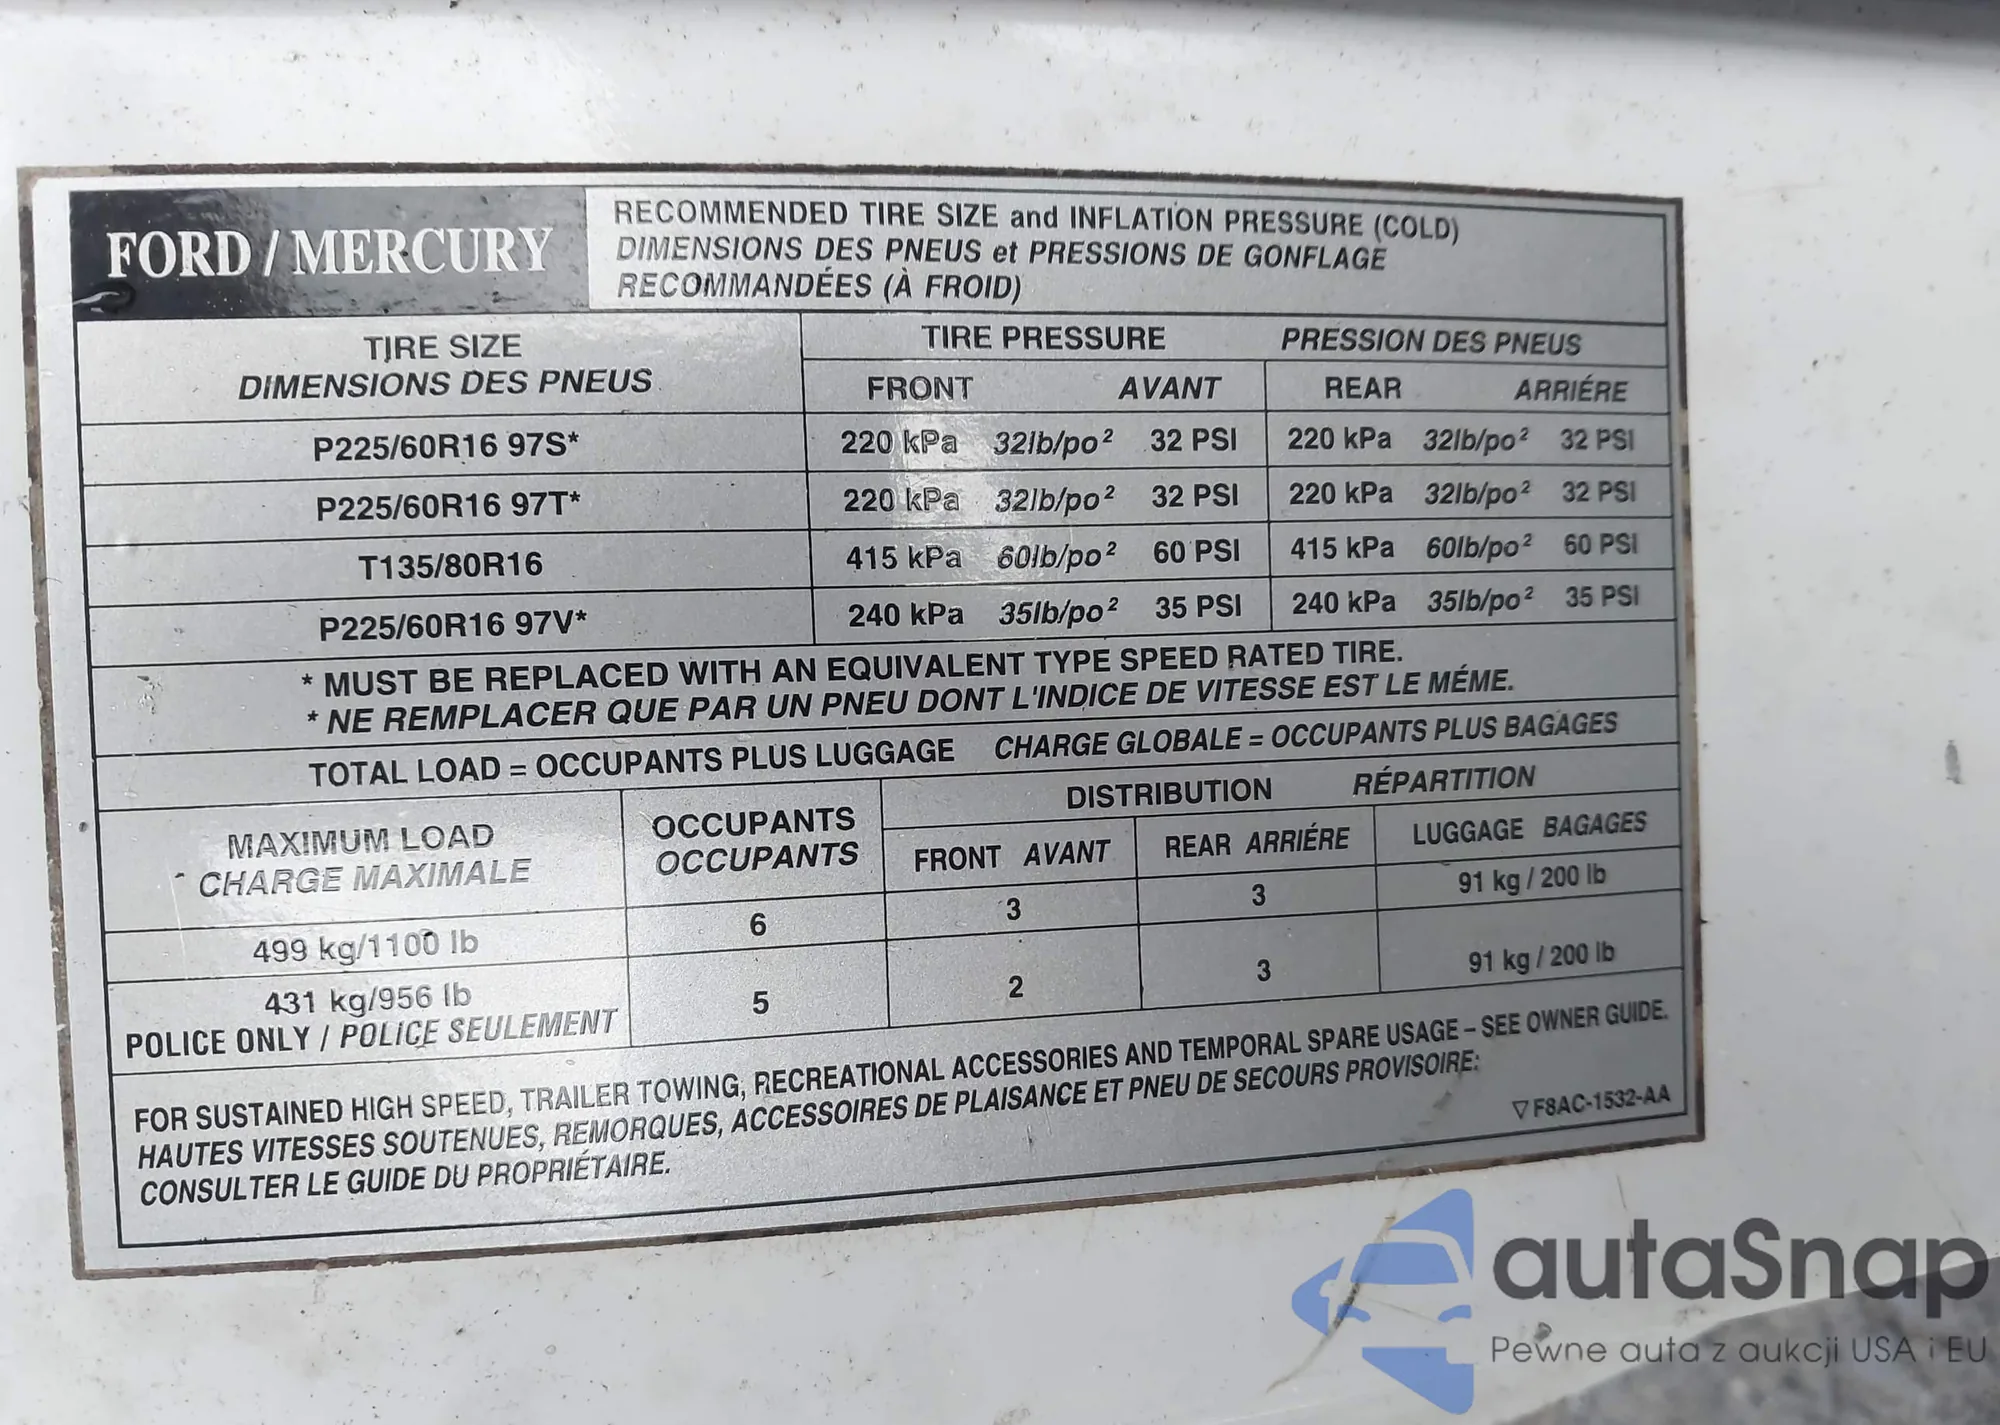 FORD / MERCURY
RECOMMENDED TIRE SIZE and INFLATION PRESSURE (COLD)
DIMENSIONS DES PNEUS et PRESSIONS DE GONFLAGE
RECOMMANDÉES (À FROID)
TIRE SIZE
DIMENSIONS DES PNEUS
TIRE PRESSURE PRESSION DES PNEUS
FRONT AVANT REAR ARRIÉRE
P225/60R16 97S* 220 kPa 32lb/po² 32 PSI 220 kPa 32lb/po² 32 PSI
P225/60R16 97T* 220 kPa 32lb/po² 32 PSI 220 kPa 32lb/po² 32 PSI
T135/80R16 415 kPa 60lb/po² 60 PSI 415 kPa 60lb/po² 60 PSI
P225/60R16 97V* 240 kPa 35lb/po² 35 PSI 240 kPa 35lb/po² 35 PSI
* MUST BE REPLACED WITH AN EQUIVALENT TYPE SPEED RATED TIRE.
* NE REMPLACER QUE PAR UN PNEU DONT L'INDICE DE VITESSE EST LE MÉME.
TOTAL LOAD = OCCUPANTS PLUS LUGGAGE CHARGE GLOBALE = OCCUPANTS PLUS BAGAGES
MAXIMUM LOAD
CHARGE MAXIMALE
OCCUPANTS
OCCUPANTS
DISTRIBUTION RÉPARTITION
FRONT AVANT REAR ARRIÉRE LUGGAGE BAGAGES
499 kg/1100 lb 6 3 3 91 kg / 200 lb
431 kg/956 lb 5 2 3 91 kg / 200 lb
POLICE ONLY / POLICE SEULEMENT
FOR SUSTAINED HIGH SPEED, TRAILER TOWING, RECREATIONAL ACCESSORIES AND TEMPORAL SPARE USAGE – SEE OWNER GUIDE.
HAUTES VITESSES SOUTENUES, REMORQUES, ACCESSOIRES DE PLAISANCE ET PNEU DE SECOURS PROVISOIRE:
CONSULTER LE GUIDE DU PROPRIÉTAIRE.
▽ F8AC-1532-AA
autaSnap
Pewne auta z aukcji USA i EU